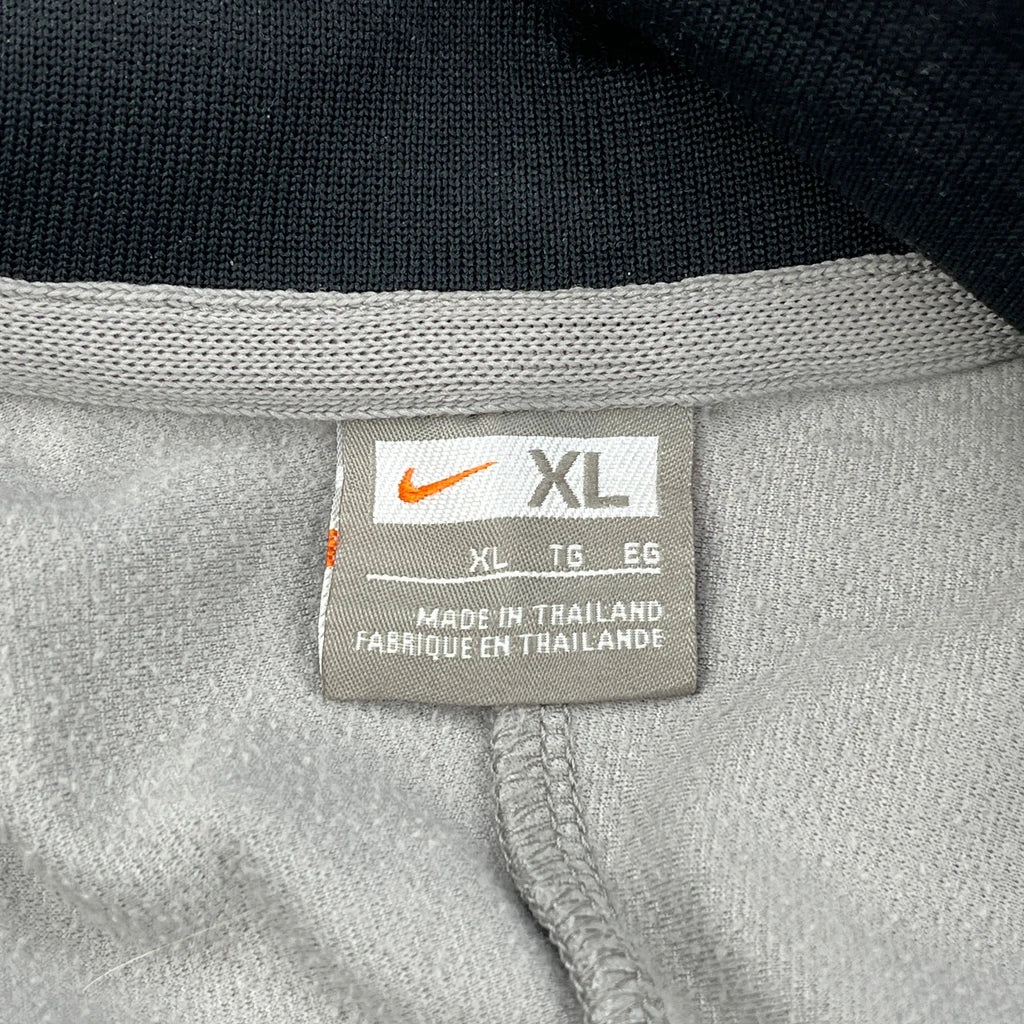 XL
XL TG EG
MADE IN THAILAND
FABRIQUE EN THAILANDE